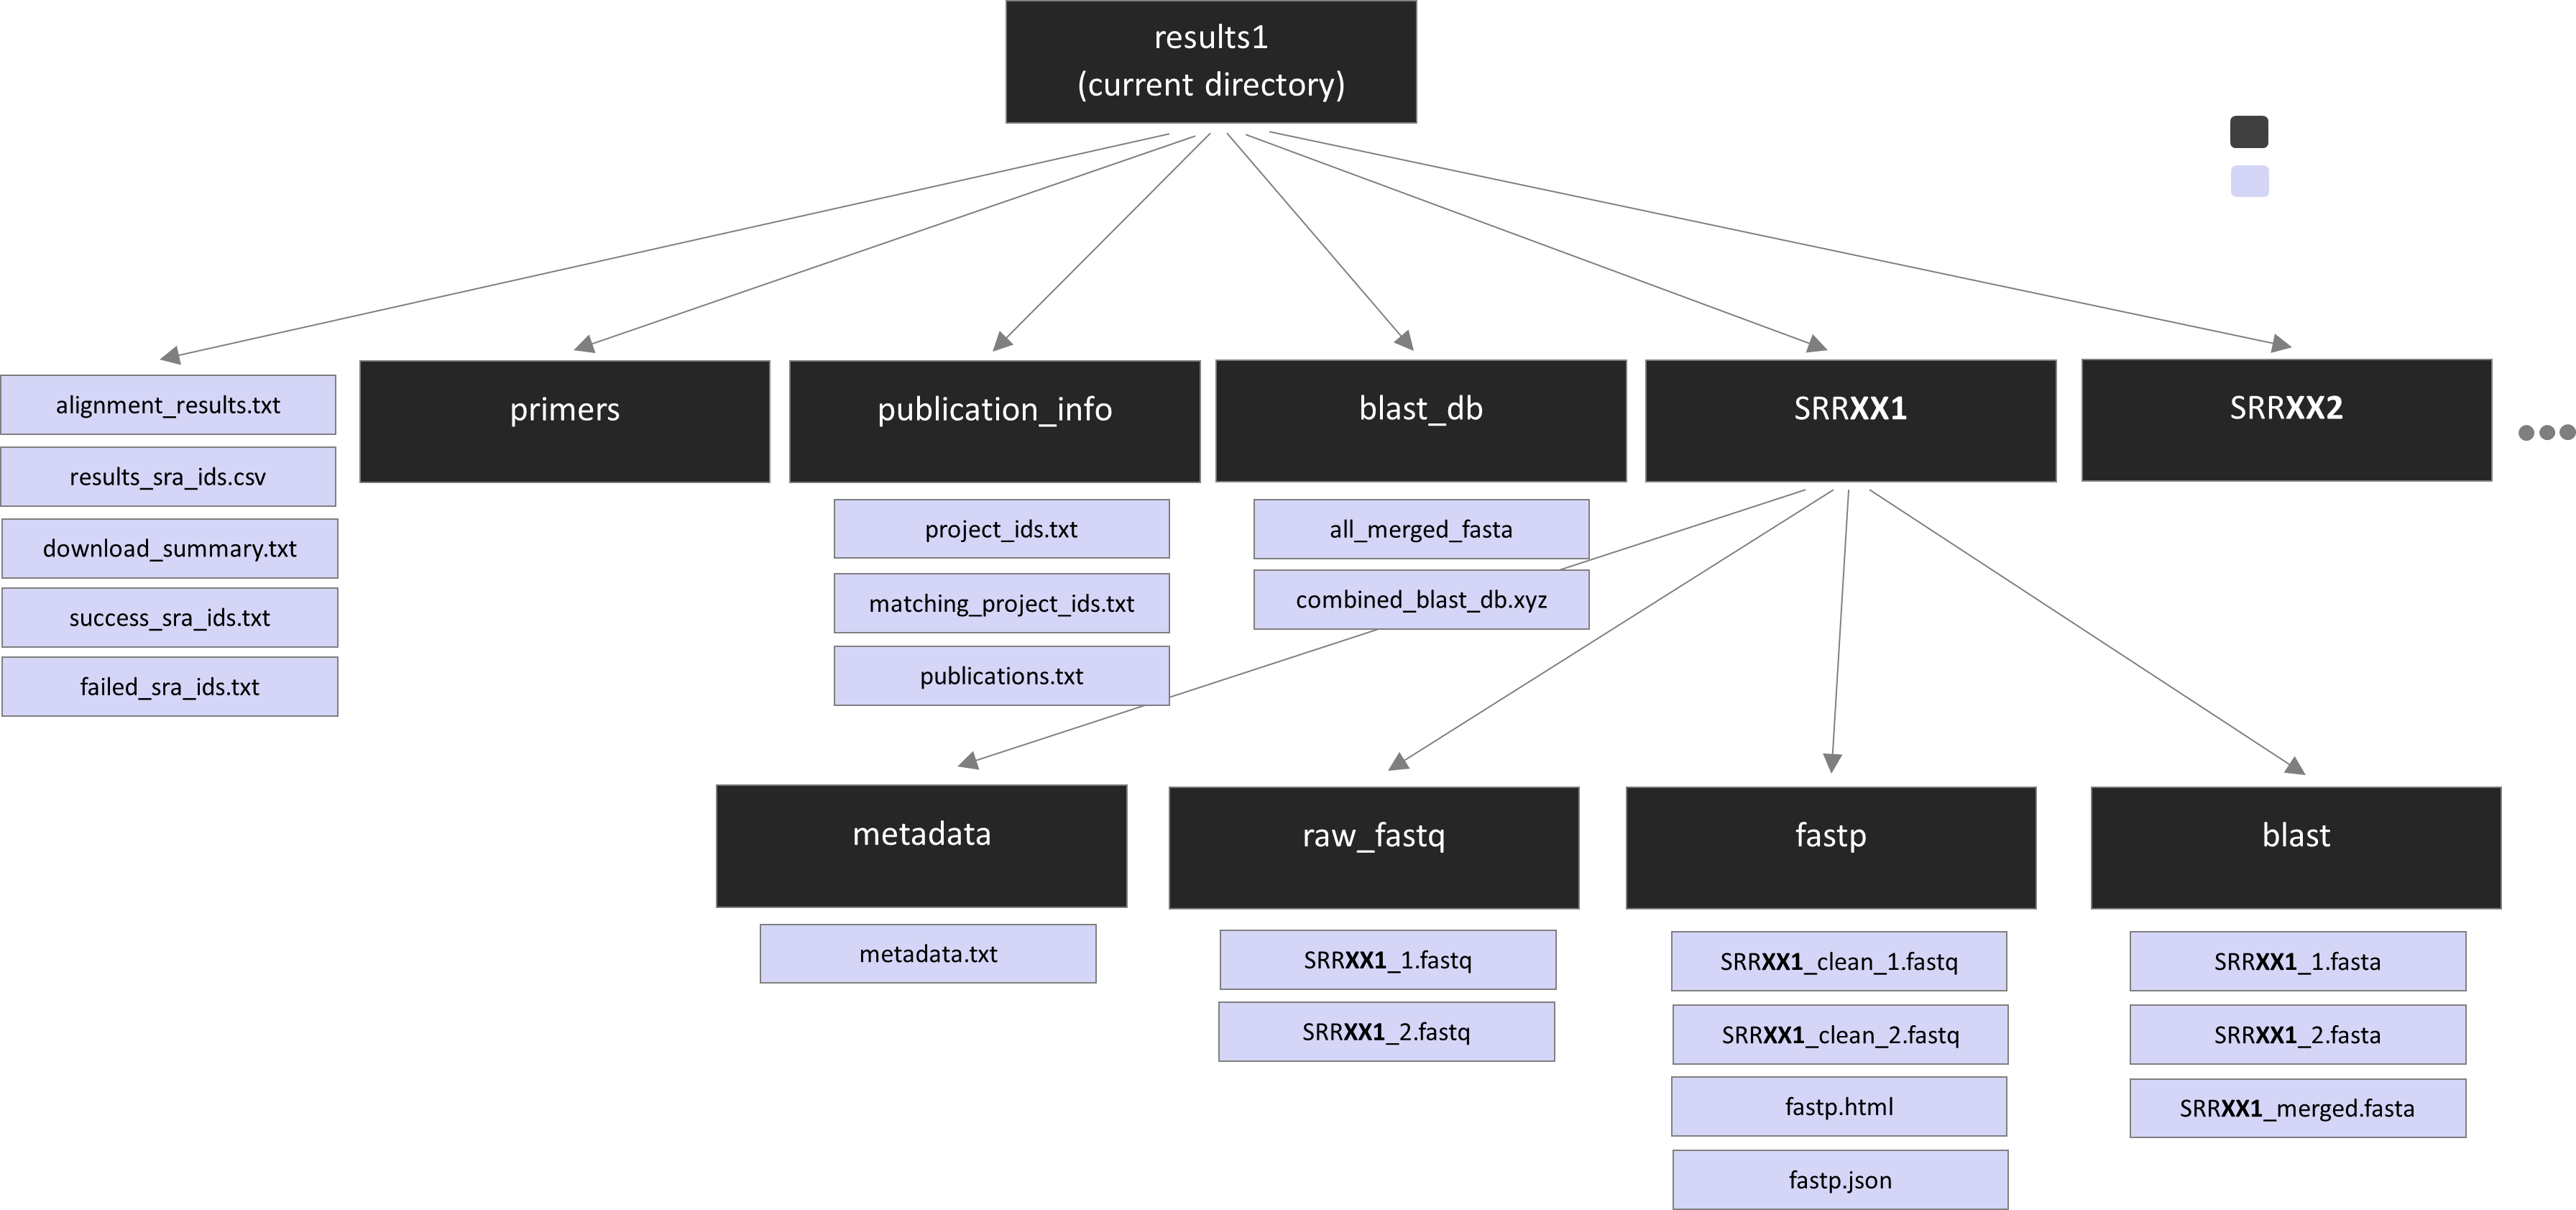 results1
(current directory)
alignment_results.txt
results_sra_ids.csv
download_summary.txt
success_sra_ids.txt
failed_sra_ids.txt
primers
publication_info
project_ids.txt
matching_project_ids.txt
publications.txt
blast_db
all_merged_fasta
combined_blast_db.xyz
SRRXX1
SRRXX2
metadata
metadata.txt
raw_fastq
SRRXX1_1.fastq
SRRXX1_2.fastq
fastp
SRRXX1_clean_1.fastq
SRRXX1_clean_2.fastq
fastp.html
fastp.json
blast
SRRXX1_1.fasta
SRRXX1_2.fasta
SRRXX1_merged.fasta